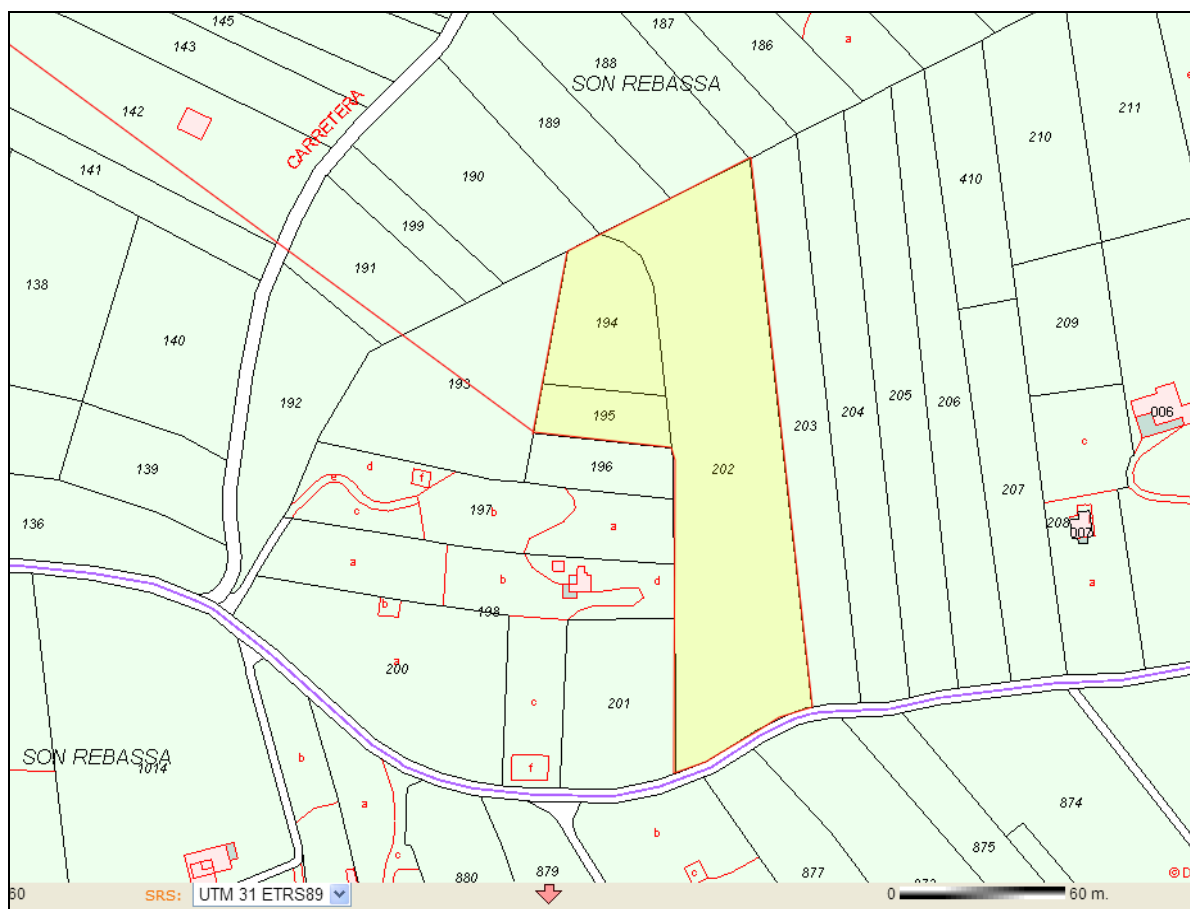 145
187
143
186
a
188
SON REBASSA
142
CARRETERA
189
210
211
141
190
410
199
191
138
194
209
140
193
192
195
203
204
205
206
006
c
139
d
f
196
202
e
c
197
b
a
207
136
208
007
a
b
d
a
b
198
a
200
c
201
SON REBASSA
1014
b
f
a
874
b
c
c
875
880
879
877
60
SRS:
UTM 31 ETRS89
0
60 m.
© D